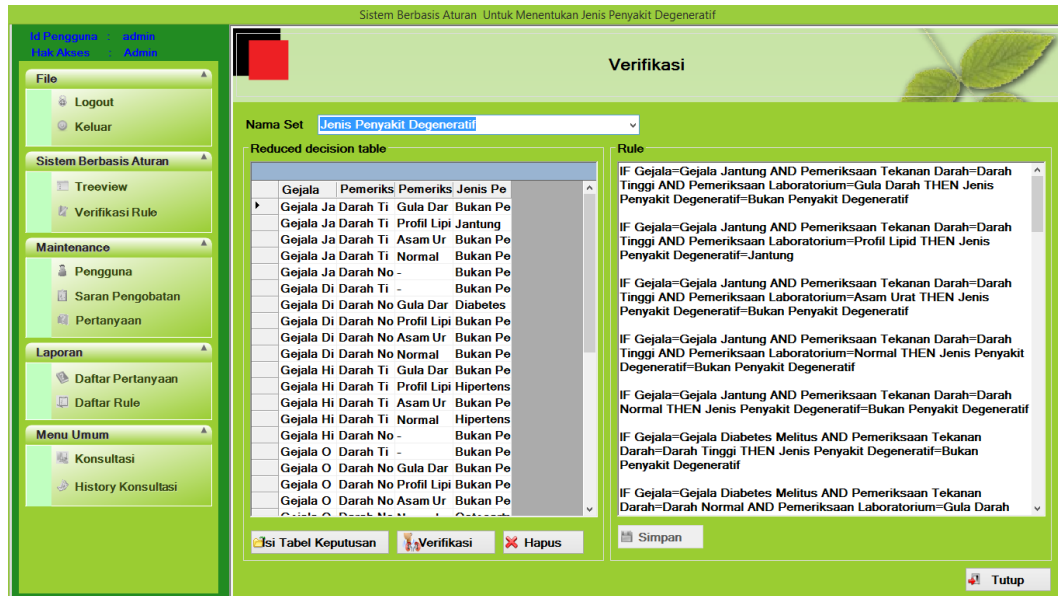 Sistem Berbasis Aturan Untuk Menentukan Jenis Penyakit Degeneratif
Id Pengguna : admin
Hak Akses : Admin
File
Logout
Keluar
Sistem Berbasis Aturan
Treeview
Verifikasi Rule
Maintenance
Pengguna
Saran Pengobatan
Pertanyaan
Laporan
Daftar Pertanyaan
Daftar Rule
Menu Umum
Konsultasi
History Konsultasi
Verifikasi
Nama Set Jenis Penyakit Degeneratif
Reduced decision table
Gejala Pemeriks Pemeriks Jenis Pe
Gejala Ja Darah Ti Gula Dar Bukan Pe
Gejala Ja Darah Ti Profil Lipi Jantung
Gejala Ja Darah Ti Asam Ur Bukan Pe
Gejala Ja Darah Ti Normal Bukan Pe
Gejala Ja Darah No - Bukan Pe
Gejala Di Darah Ti - Bukan Pe
Gejala Di Darah No Gula Dar Diabetes
Gejala Di Darah No Profil Lipi Bukan Pe
Gejala Di Darah No Asam Ur Bukan Pe
Gejala Di Darah No Normal Bukan Pe
Gejala Hi Darah Ti Gula Dar Bukan Pe
Gejala Hi Darah Ti Profil Lipi Hipertens
Gejala Hi Darah Ti Asam Ur Bukan Pe
Gejala Hi Darah Ti Normal Hipertens
Gejala Hi Darah No - Bukan Pe
Gejala O Darah Ti - Bukan Pe
Gejala O Darah No Gula Dar Bukan Pe
Gejala O Darah No Profil Lipi Bukan Pe
Gejala O Darah No Asam Ur Bukan Pe
Isi Tabel Keputusan Verifikasi Hapus
Rule
IF Gejala=Gejala Jantung AND Pemeriksaan Tekanan Darah=Darah
Tinggi AND Pemeriksaan Laboratorium=Gula Darah THEN Jenis
Penyakit Degeneratif=Bukan Penyakit Degeneratif
IF Gejala=Gejala Jantung AND Pemeriksaan Tekanan Darah=Darah
Tinggi AND Pemeriksaan Laboratorium=Profil Lipid THEN Jenis
Penyakit Degeneratif=Jantung
IF Gejala=Gejala Jantung AND Pemeriksaan Tekanan Darah=Darah
Tinggi AND Pemeriksaan Laboratorium=Asam Urat THEN Jenis
Penyakit Degeneratif=Bukan Penyakit Degeneratif
IF Gejala=Gejala Jantung AND Pemeriksaan Tekanan Darah=Darah
Tinggi AND Pemeriksaan Laboratorium=Normal THEN Jenis Penyakit
Degeneratif=Bukan Penyakit Degeneratif
IF Gejala=Gejala Jantung AND Pemeriksaan Tekanan Darah=Darah
Normal THEN Jenis Penyakit Degeneratif=Bukan Penyakit Degeneratif
IF Gejala=Gejala Diabetes Melitus AND Pemeriksaan Tekanan
Darah=Darah Tinggi THEN Jenis Penyakit Degeneratif=Bukan
Penyakit Degeneratif
IF Gejala=Gejala Diabetes Melitus AND Pemeriksaan Tekanan
Darah=Darah Normal AND Pemeriksaan Laboratorium=Gula Darah
Simpan
Tutup